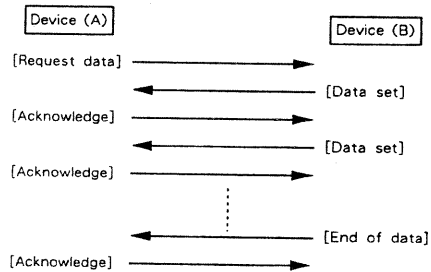 Device (A)
Device (B)
[Request data]
[Data set]
[Acknowledge]
[Data set]
[Acknowledge]
[End of data]
[Acknowledge]